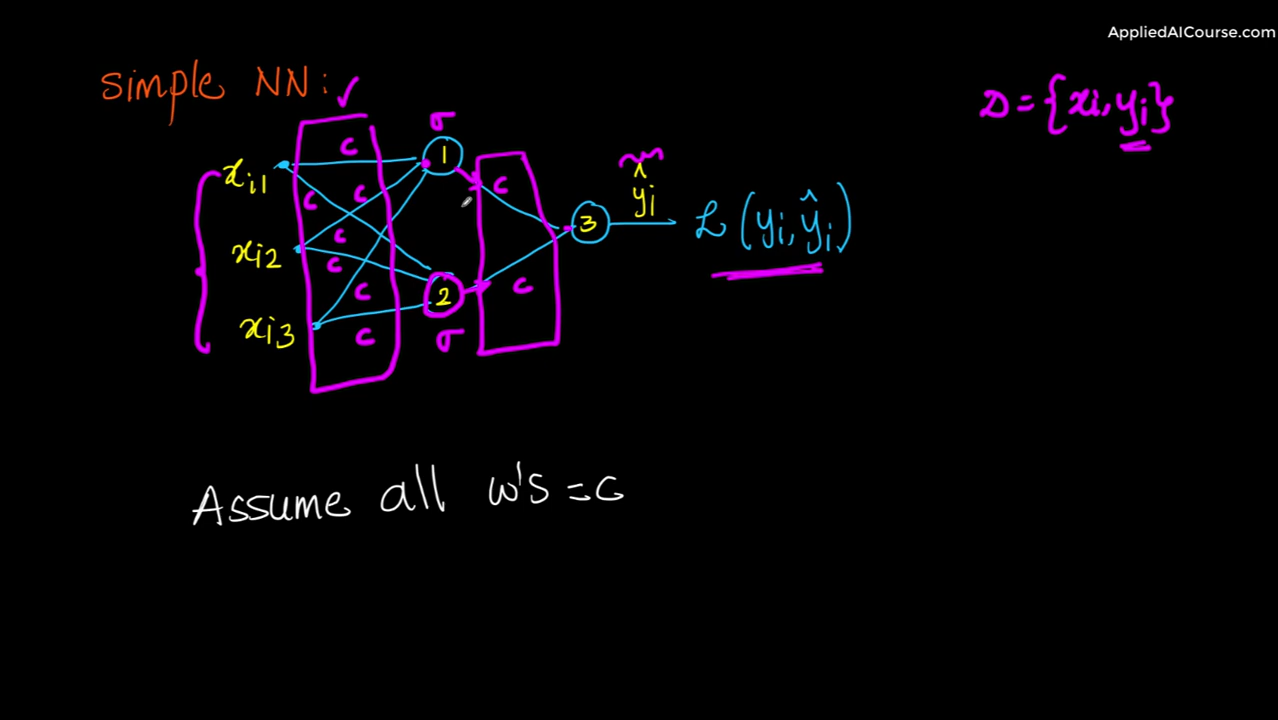 AppliedAICourse.com
Simple NN: ✓
D = {xi, yi}
σ
c
1
xi1
c c
c
ŷi
c
3
L(yi, ŷi)
xi2
c
c
2
c
xi3
c
σ
Assume all w's = c